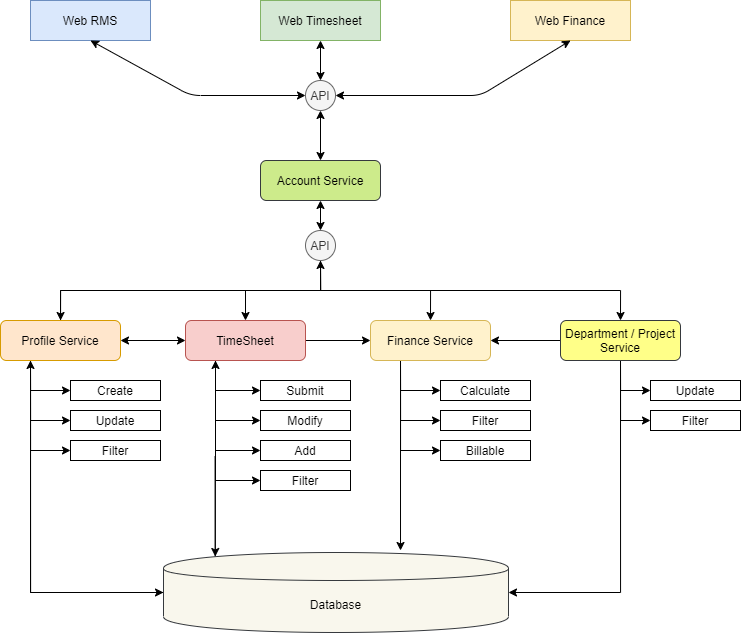 Web RMS
Web Timesheet
Web Finance
API
Account Service
API
Profile Service
TimeSheet
Finance Service
Department / Project
Service
Create
Submit
Calculate
Update
Update
Modify
Filter
Filter
Filter
Add
Billable
Filter
Database